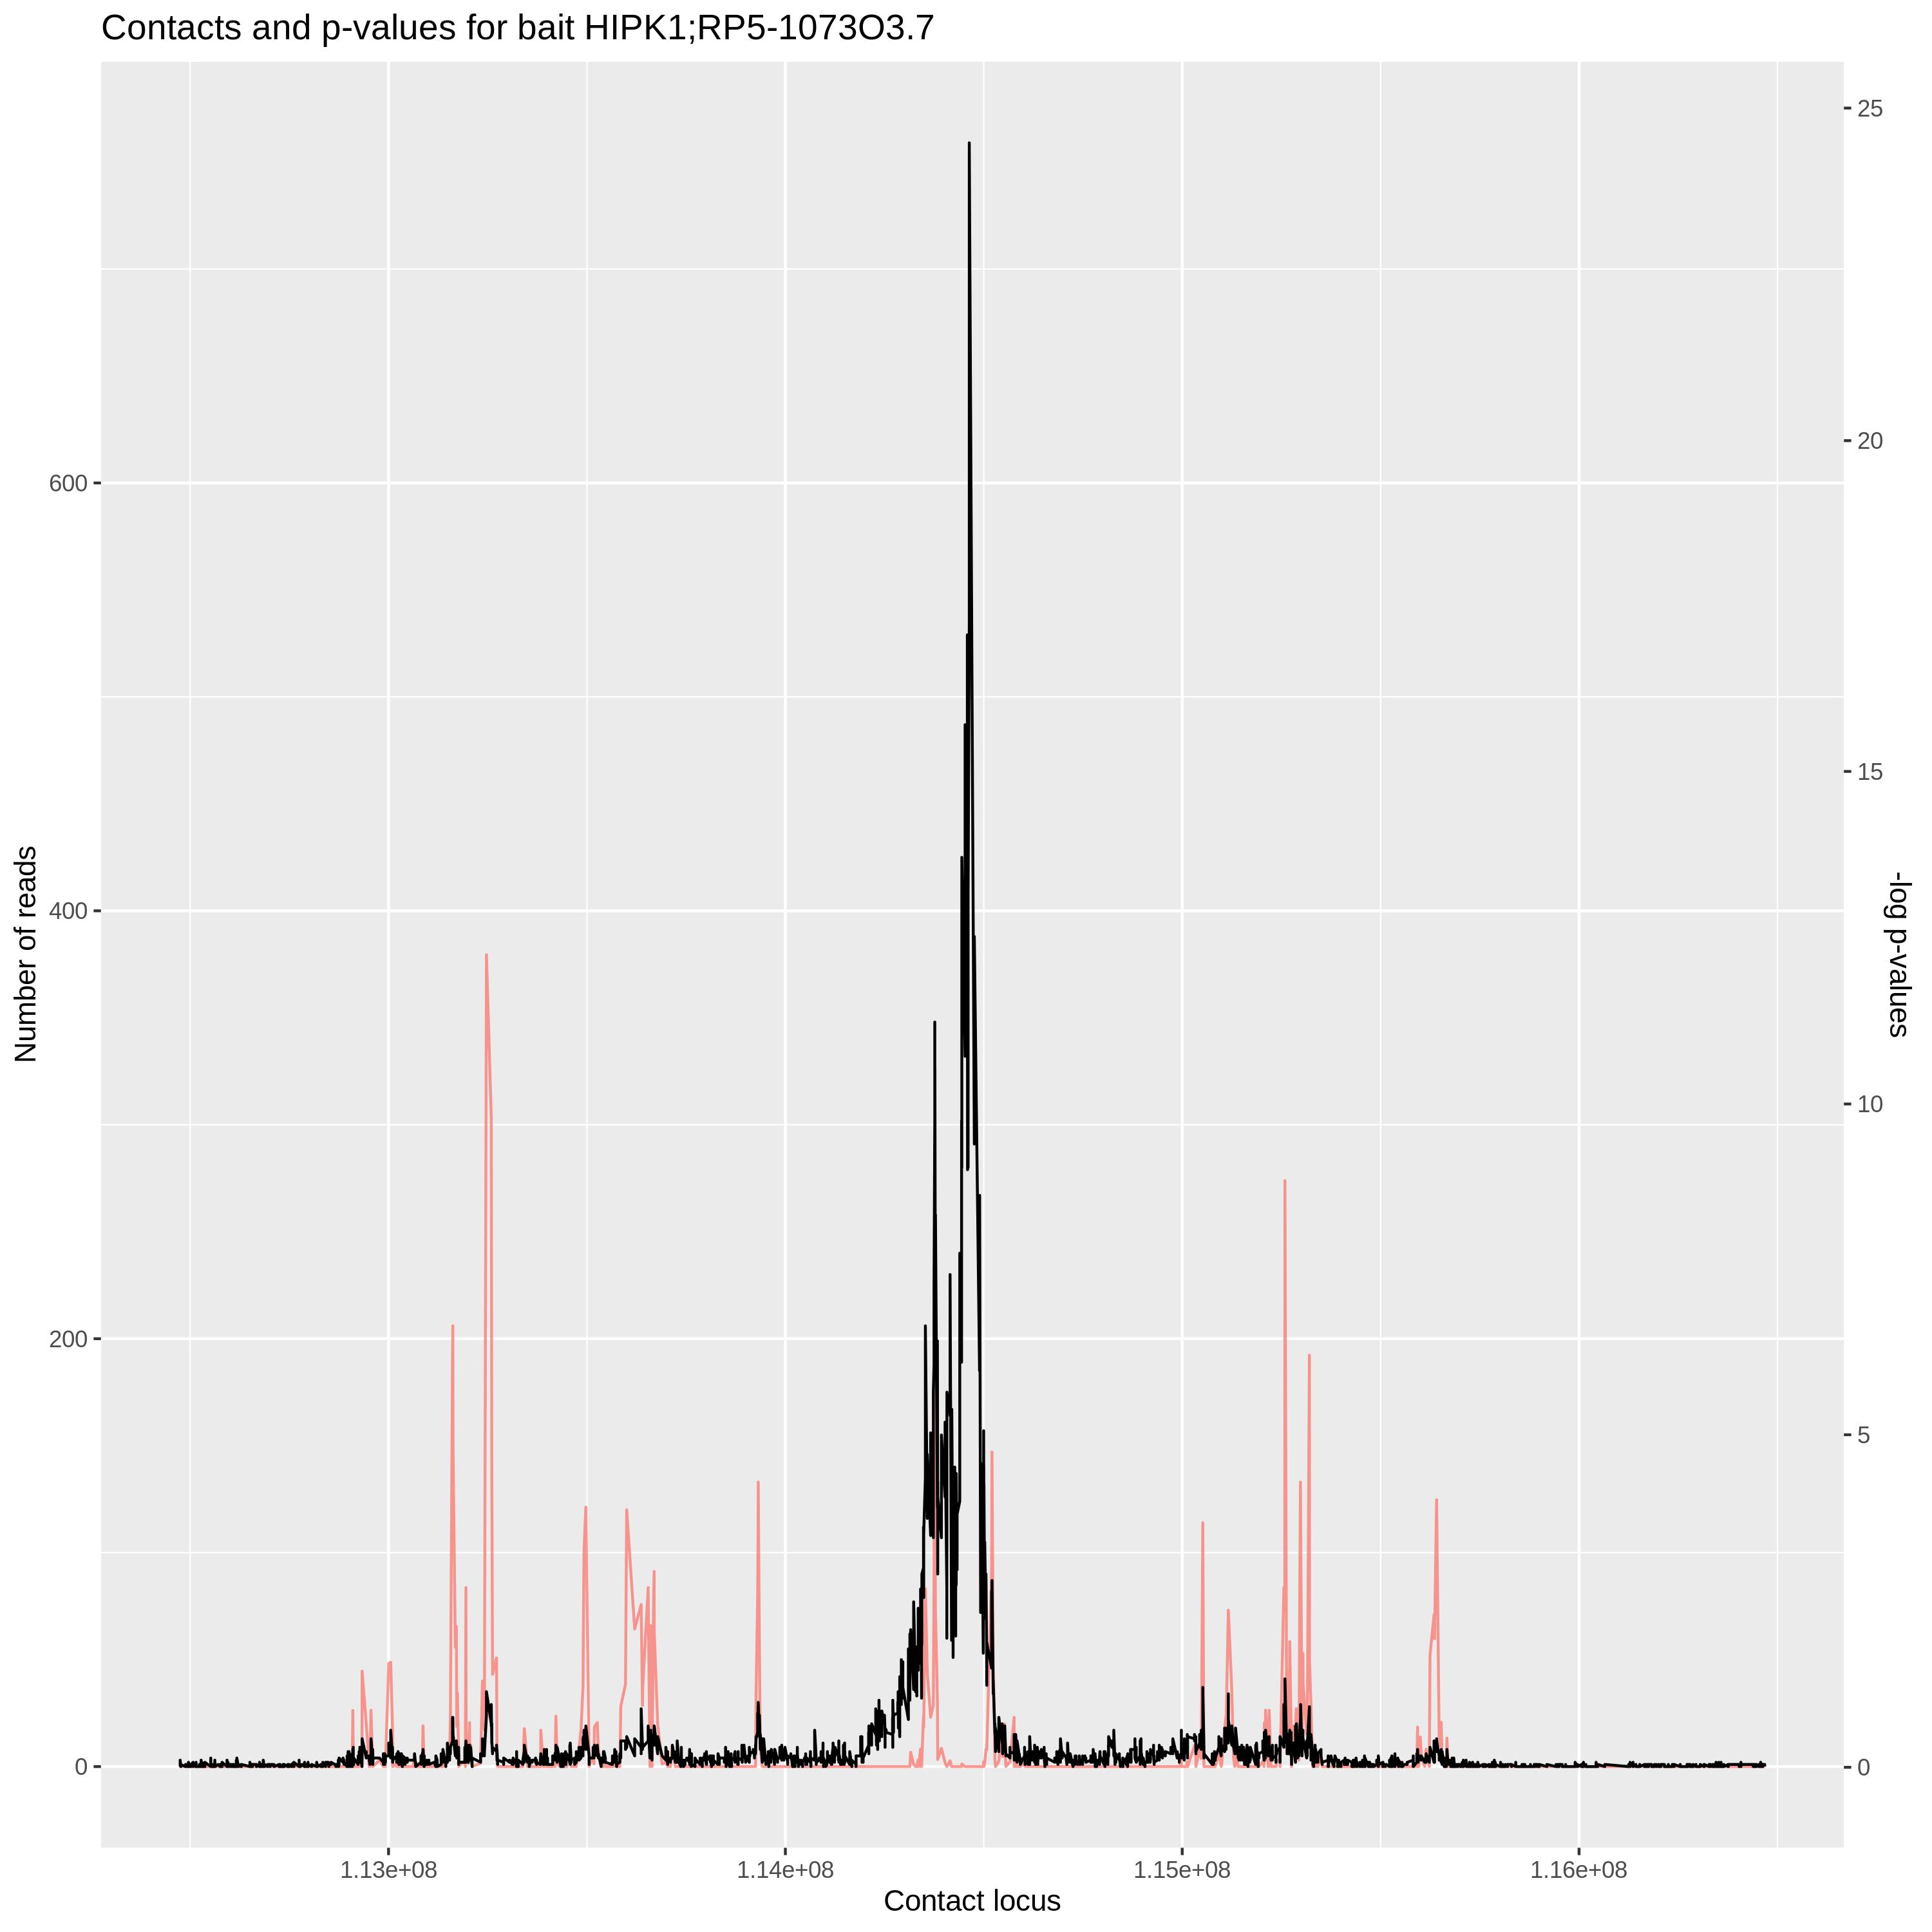 Contacts and p-values for bait HIPK1;RP5-1073O3.7
Number of reads
600
400
200
0
25
20
15
10
5
0
-log p-values
1.13e+08
1.14e+08
1.15e+08
1.16e+08
Contact locus